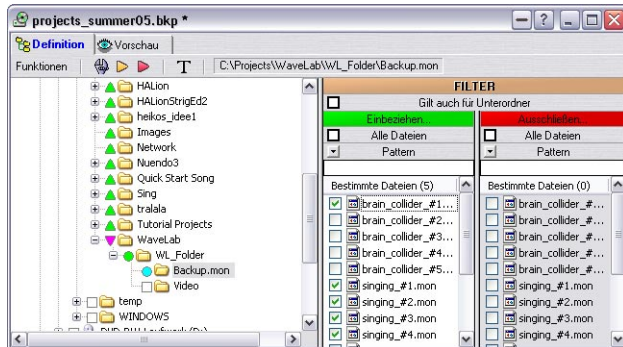 projects_summer05.bkp *
Definition Vorschau
Funktionen T C:\Projects\WaveLab\WL_Folder\Backup.mon
HALion
HALionStrigEd2
heikos_idee1
Images
Network
Nuendo3
Quick Start Song
Sing
tralala
Tutorial Projects
WaveLab
WL_Folder
Backup.mon
Video
temp
WINDOWS
FILTER
Gilt auch für Unterordner
Einbeziehen...
Alle Dateien
Pattern
Bestimmte Dateien (5)
brain_collider_#1...
brain_collider_#2...
brain_collider_#3...
brain_collider_#4...
brain_collider_#5...
singing_#1.mon
singing_#2.mon
singing_#3.mon
singing_#4.mon
Ausschließen...
Alle Dateien
Pattern
Bestimmte Dateien (0)
brain_collider_#...
brain_collider_#...
brain_collider_#...
brain_collider_#...
brain_collider_#...
singing_#1.mon
singing_#2.mon
singing_#3.mon
singing_#4.mon